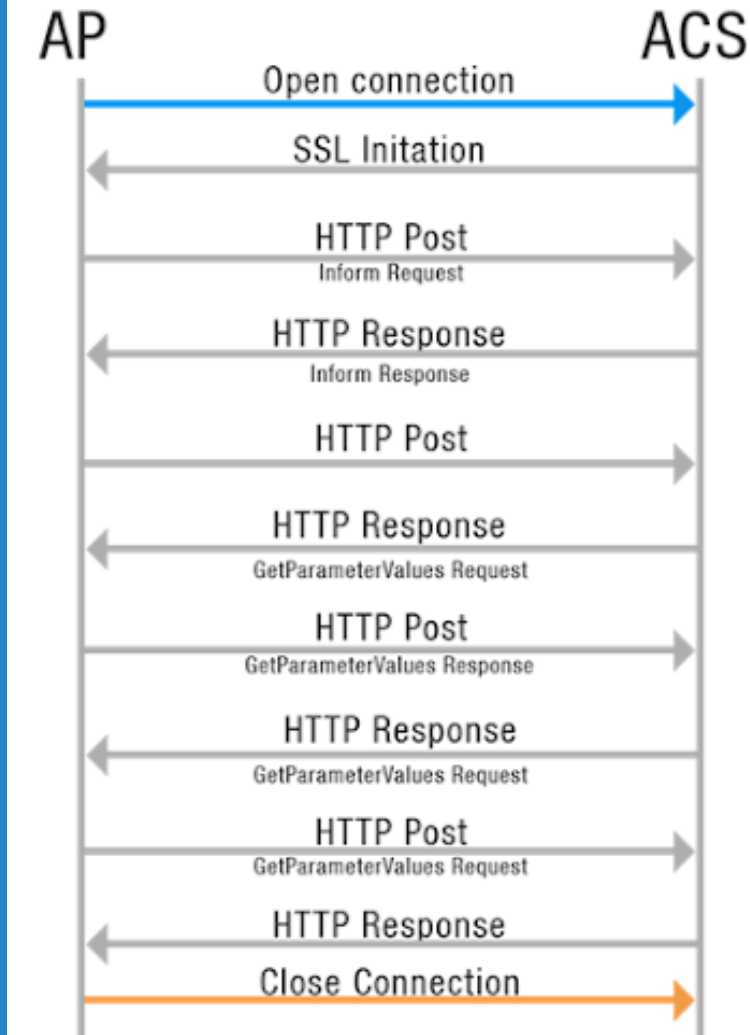 AP ACS
Open connection
SSL Initation
HTTP Post
Inform Request
HTTP Response
Inform Response
HTTP Post
HTTP Response
GetParameterValues Request
HTTP Post
GetParameterValues Response
HTTP Response
GetParameterValues Request
HTTP Post
GetParameterValues Request
HTTP Response
Close Connection